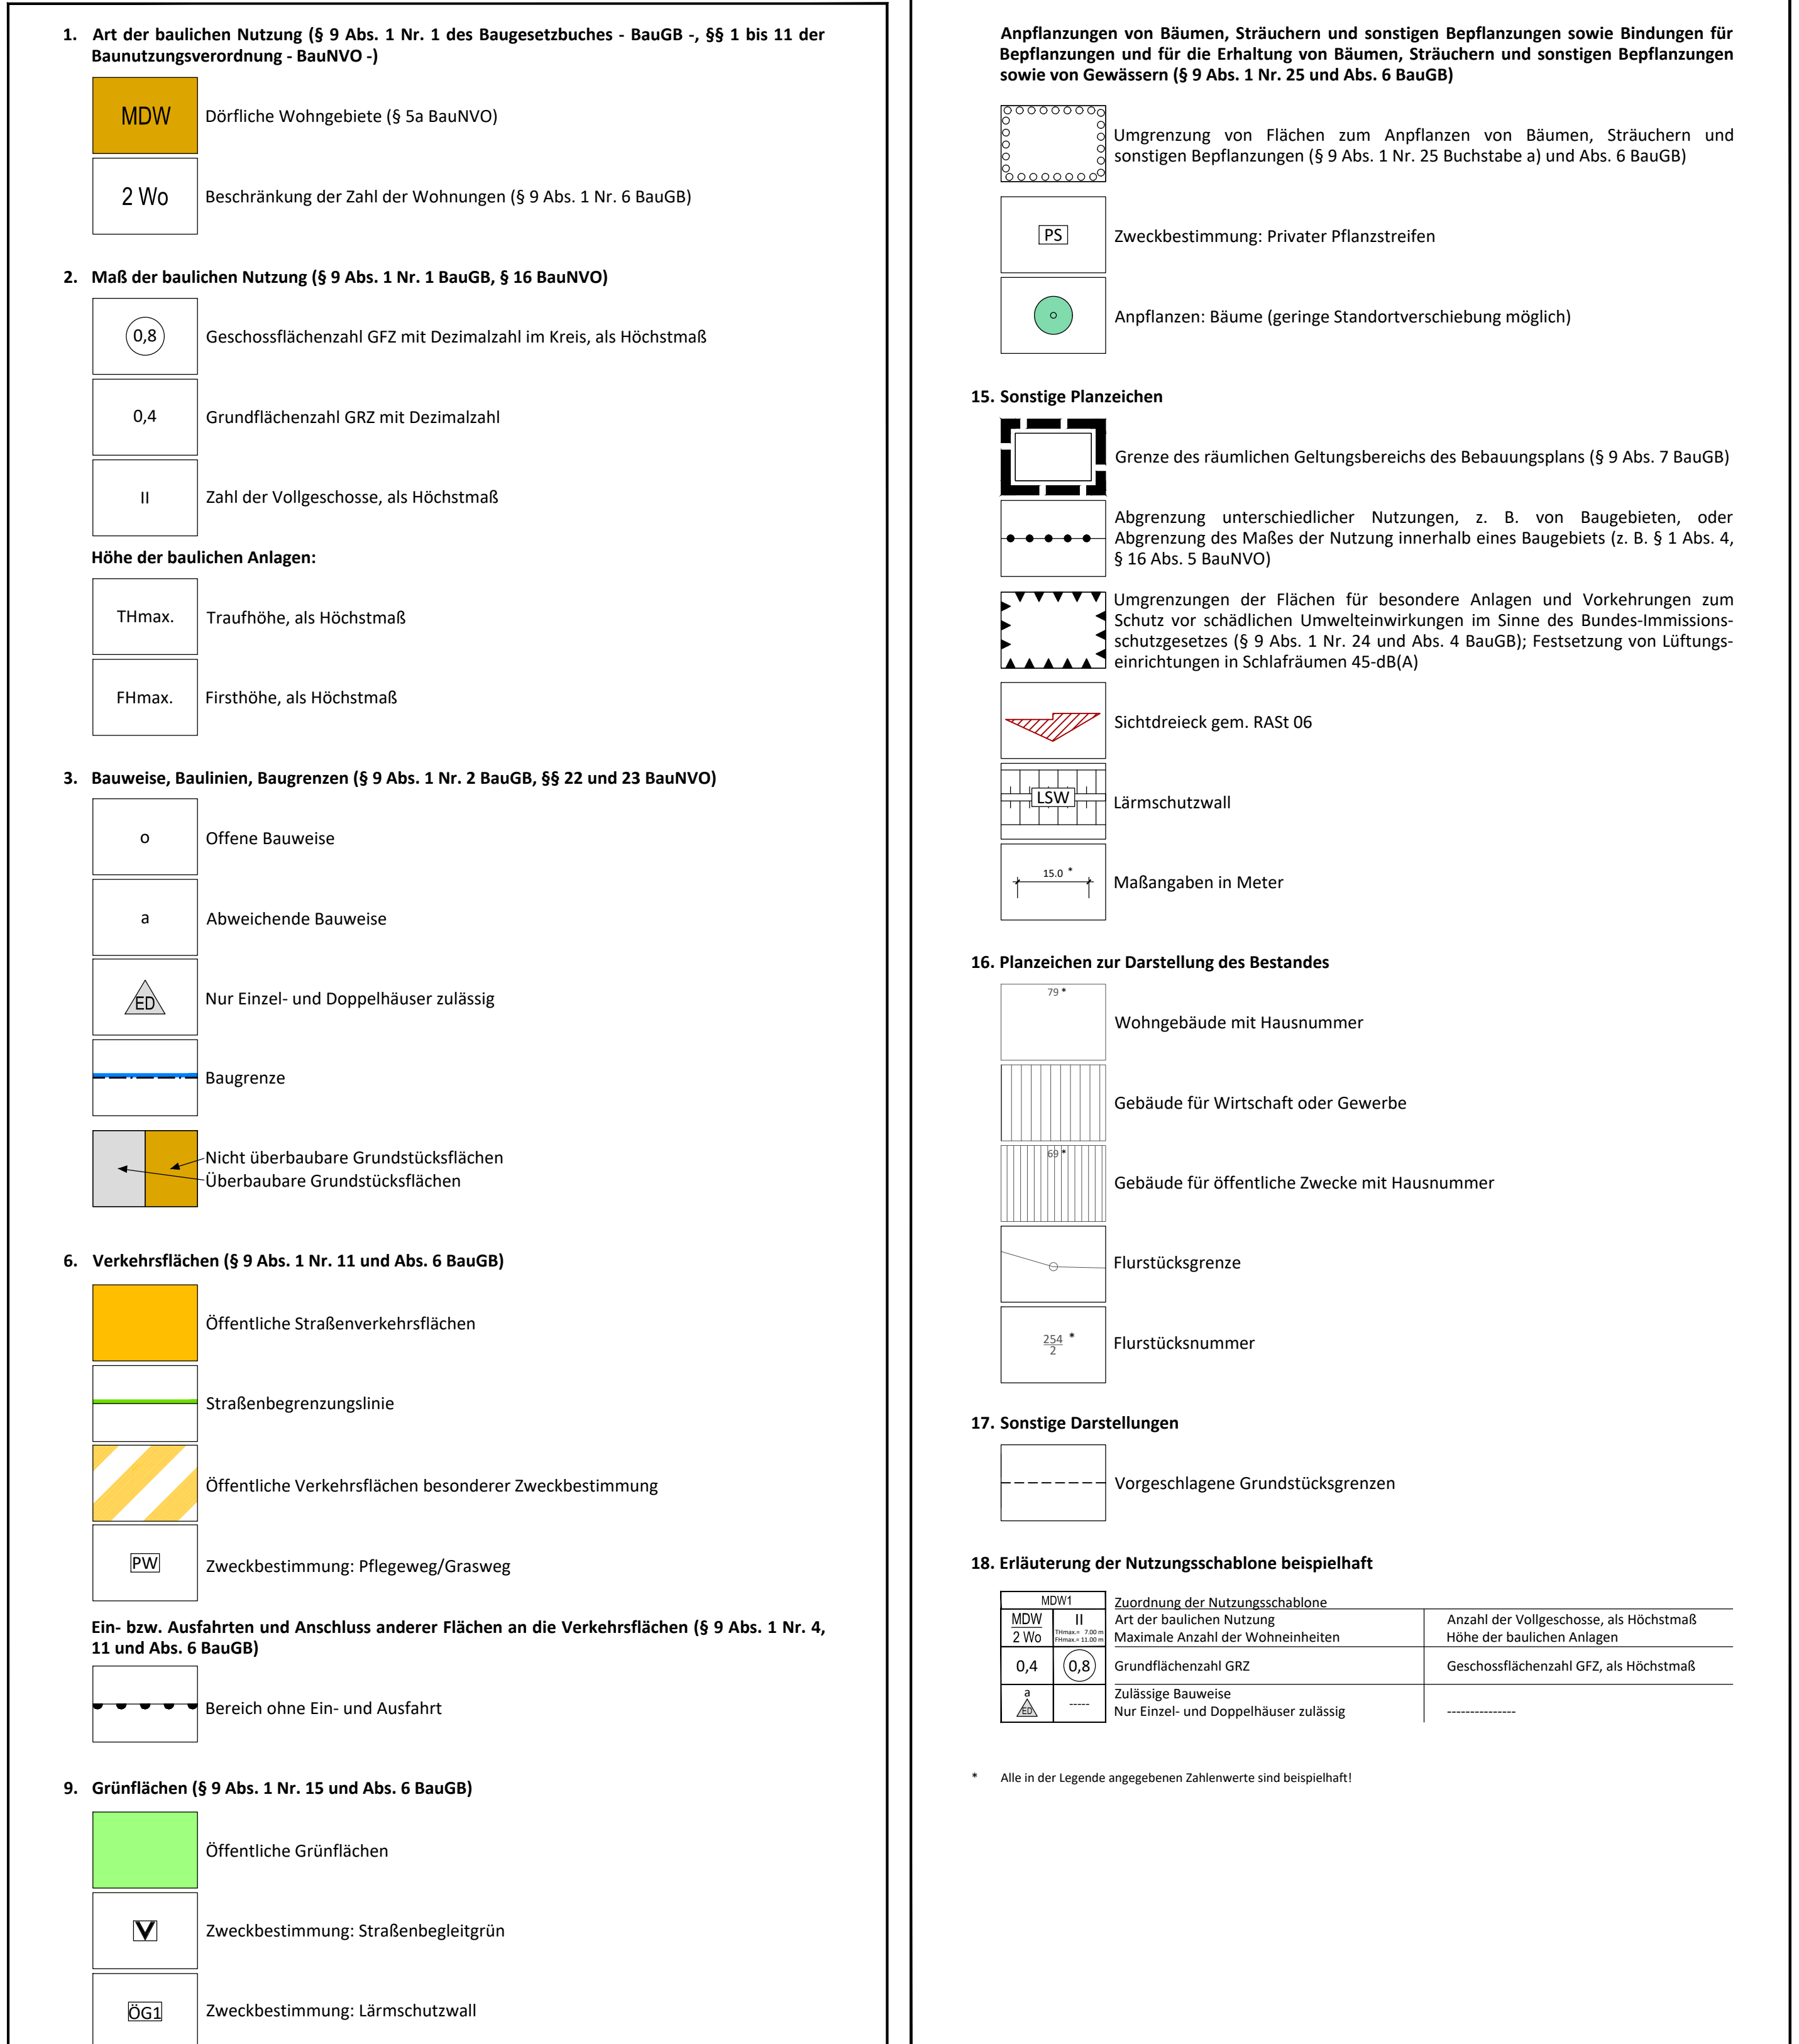 1. Art der baulichen Nutzung (§ 9 Abs. 1 Nr. 1 des Baugesetzbuches - BauGB -, §§ 1 bis 11 der
Baunutzungsverordnung - BauNVO -)
MDW
Dörfliche Wohngebiete (§ 5a BauNVO)
2 Wo
Beschränkung der Zahl der Wohnungen (§ 9 Abs. 1 Nr. 6 BauGB)
2. Maß der baulichen Nutzung (§ 9 Abs. 1 Nr. 1 BauGB, § 16 BauNVO)
0,8
Geschossflächenzahl GFZ mit Dezimalzahl im Kreis, als Höchstmaß
0,4
Grundflächenzahl GRZ mit Dezimalzahl
II
Zahl der Vollgeschosse, als Höchstmaß
Höhe der baulichen Anlagen:
THmax.
Traufhöhe, als Höchstmaß
FHmax.
Firsthöhe, als Höchstmaß
3. Bauweise, Baulinien, Baugrenzen (§ 9 Abs. 1 Nr. 2 BauGB, §§ 22 und 23 BauNVO)
o
Offene Bauweise
a
Abweichende Bauweise
ED
Nur Einzel- und Doppelhäuser zulässig
Baugrenze
Nicht überbaubare Grundstücksflächen
Überbaubare Grundstücksflächen
6. Verkehrsflächen (§ 9 Abs. 1 Nr. 11 und Abs. 6 BauGB)
Öffentliche Straßenverkehrsflächen
Straßenbegrenzungslinie
Öffentliche Verkehrsflächen besonderer Zweckbestimmung
PW
Zweckbestimmung: Pflegeweg/Grasweg
Ein- bzw. Ausfahrten und Anschluss anderer Flächen an die Verkehrsflächen (§ 9 Abs. 1 Nr. 4,
11 und Abs. 6 BauGB)
Bereich ohne Ein- und Ausfahrt
9. Grünflächen (§ 9 Abs. 1 Nr. 15 und Abs. 6 BauGB)
Öffentliche Grünflächen
V
Zweckbestimmung: Straßenbegleitgrün
ÖG1
Zweckbestimmung: Lärmschutzwall
Anpflanzungen von Bäumen, Sträuchern und sonstigen Bepflanzungen sowie Bindungen für
Bepflanzungen und für die Erhaltung von Bäumen, Sträuchern und sonstigen Bepflanzungen
sowie von Gewässern (§ 9 Abs. 1 Nr. 25 und Abs. 6 BauGB)
Umgrenzung von Flächen zum Anpflanzen von Bäumen, Sträuchern und
sonstigen Bepflanzungen (§ 9 Abs. 1 Nr. 25 Buchstabe a) und Abs. 6 BauGB)
PS
Zweckbestimmung: Privater Pflanzstreifen
Anpflanzen: Bäume (geringe Standortverschiebung möglich)
15. Sonstige Planzeichen
Grenze des räumlichen Geltungsbereichs des Bebauungsplans (§ 9 Abs. 7 BauGB)
Abgrenzung unterschiedlicher Nutzungen, z. B. von Baugebieten, oder
Abgrenzung des Maßes der Nutzung innerhalb eines Baugebiets (z. B. § 1 Abs. 4,
§ 16 Abs. 5 BauNVO)
Umgrenzungen der Flächen für besondere Anlagen und Vorkehrungen zum
Schutz vor schädlichen Umwelteinwirkungen im Sinne des Bundes-Immissions-
schutzgesetzes (§ 9 Abs. 1 Nr. 24 und Abs. 4 BauGB); Festsetzung von Lüftungs-
einrichtungen in Schlafräumen 45-dB(A)
Sichtdreieck gem. RASt 06
LSW
Lärmschutzwall
15.0 *
Maßangaben in Meter
16. Planzeichen zur Darstellung des Bestandes
79 *
Wohngebäude mit Hausnummer
Gebäude für Wirtschaft oder Gewerbe
69 *
Gebäude für öffentliche Zwecke mit Hausnummer
Flurstücksgrenze
254 *
2
Flurstücksnummer
17. Sonstige Darstellungen
Vorgeschlagene Grundstücksgrenzen
18. Erläuterung der Nutzungsschablone beispielhaft
MDW1 Zuordnung der Nutzungsschablone
MDW II Art der baulichen Nutzung Anzahl der Vollgeschosse, als Höchstmaß
2 Wo THmax.= 7.00 m
FHmax.= 11.00 m
Maximale Anzahl der Wohneinheiten Höhe der baulichen Anlagen
0,4 0,8 Grundflächenzahl GRZ Geschossflächenzahl GFZ, als Höchstmaß
a Zulässige Bauweise
ED ----- Nur Einzel- und Doppelhäuser zulässig ---------------
* Alle in der Legende angegebenen Zahlenwerte sind beispielhaft!